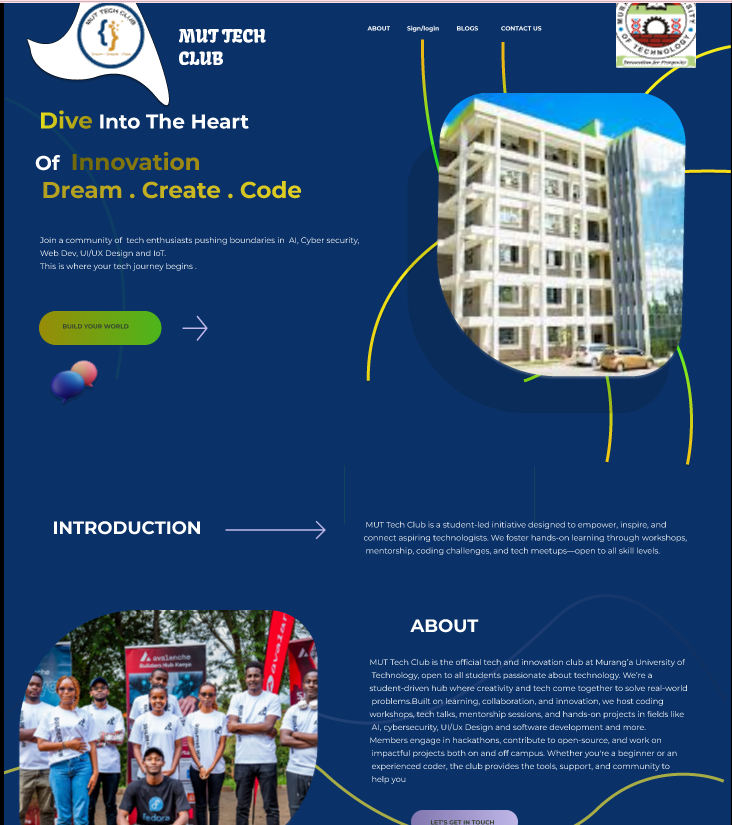 MUT TECH CLUB
Dream . Create . Code
MUT TECH
CLUB
ABOUT
Sign/login
BLOGS
CONTACT US
OF TECHNOLOGY
Innovation for Prosperity
Dive Into The Heart
Of Innovation
Dream . Create . Code
Join a community of tech enthusiasts pushing boundaries in AI, Cyber security,
Web Dev, UI/UX Design and IoT.
This is where your tech journey begins .
BUILD YOUR WORLD
INTRODUCTION
MUT Tech Club is a student-led initiative designed to empower, inspire, and
connect aspiring technologists. We foster hands-on learning through workshops,
mentorship, coding challenges, and tech meetups—open to all skill levels.
avalanche
Builders Hub Kenya
avalan
fedora
ABOUT
MUT Tech Club is the official tech and innovation club at Murang'a University of
Technology, open to all students passionate about technology. We're a
student-driven hub where creativity and tech come together to solve real-world
problems.Built on learning, collaboration, and innovation, we host coding
workshops, tech talks, mentorship sessions, and hands-on projects in fields like
AI, cybersecurity, UI/Ux Design and software development and more.
Members engage in hackathons, contribute to open-source, and work on
impactful projects both on and off campus. Whether you're a beginner or an
experienced coder, the club provides the tools, support, and community to
help you
LET'S GET IN TOUCH